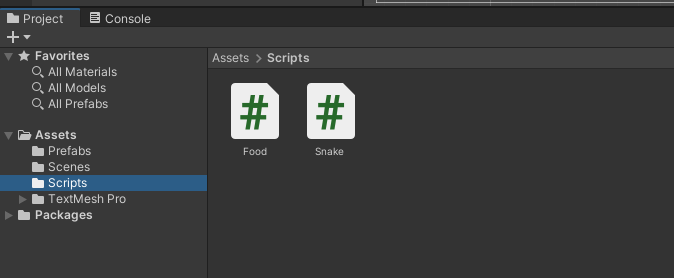 Project
Console
Favorites
All Materials
All Models
All Prefabs
Assets
Prefabs
Scenes
Scripts
TextMesh Pro
Packages
Assets > Scripts
# #
Food Snake